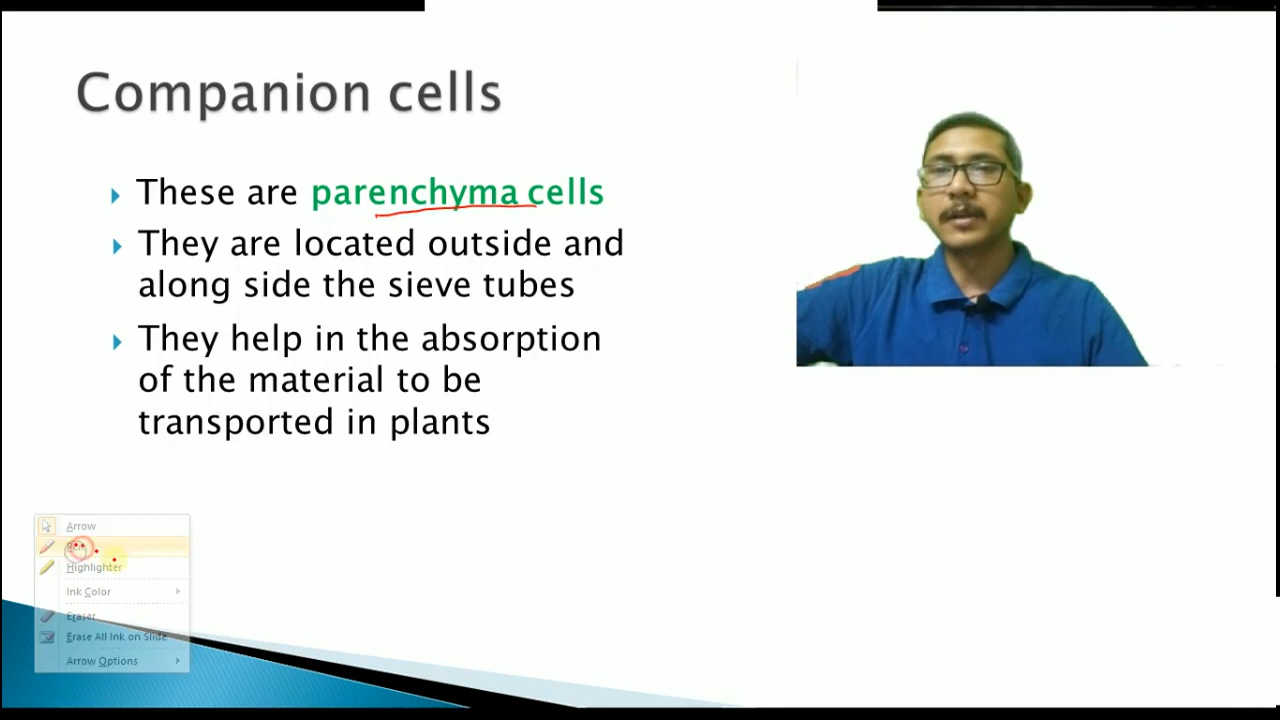 Companion cells
These are parenchyma cells
They are located outside and
along side the sieve tubes
They help in the absorption
of the material to be
transported in plants
Arrow
Highlighter
Ink Color
Eraser
Erase All Ink on Slide
Arrow Options